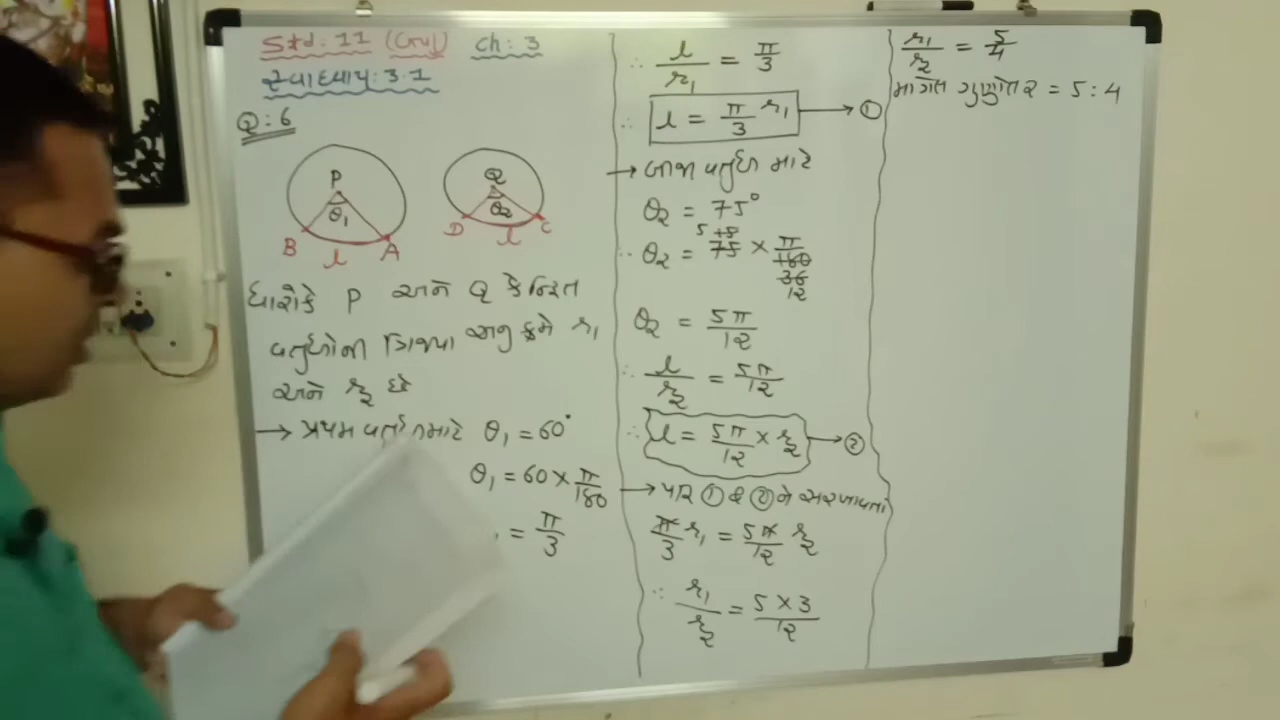 Std: 11 (Guj) Ch: 3
સ્વાધ્યાય: 3.1
Q: 6
P θ₁ B A l
Q θ₂ D C l
ધારોકે P અને Q કેન્દ્રિત
વર્તુળોની ત્રિજ્યા અનુક્રમે r₁
અને r₂ છે
→ પ્રથમ વર્તુળ માટે θ₁ = 60°
θ₁ = 60 × π/180
₁ = π/3
∴ l/r₁ = π/3
∴ l = π/3 r₁ → ①
→ બીજા વર્તુળ માટે
θ₂ = 75°
∴ θ₂ = 75 × π/180
θ₂ = 5π/12
∴ l/r₂ = 5π/12
∴ l = 5π/12 × r₂ → ②
→ પરિ ① & ② ને સરખાવતા
π/3 r₁ = 5π/12 r₂
∴ r₁/r₂ = 5 × 3/12
r₁/r₂ = 5/4
માગેલ ગુણોત્તર = 5 : 4